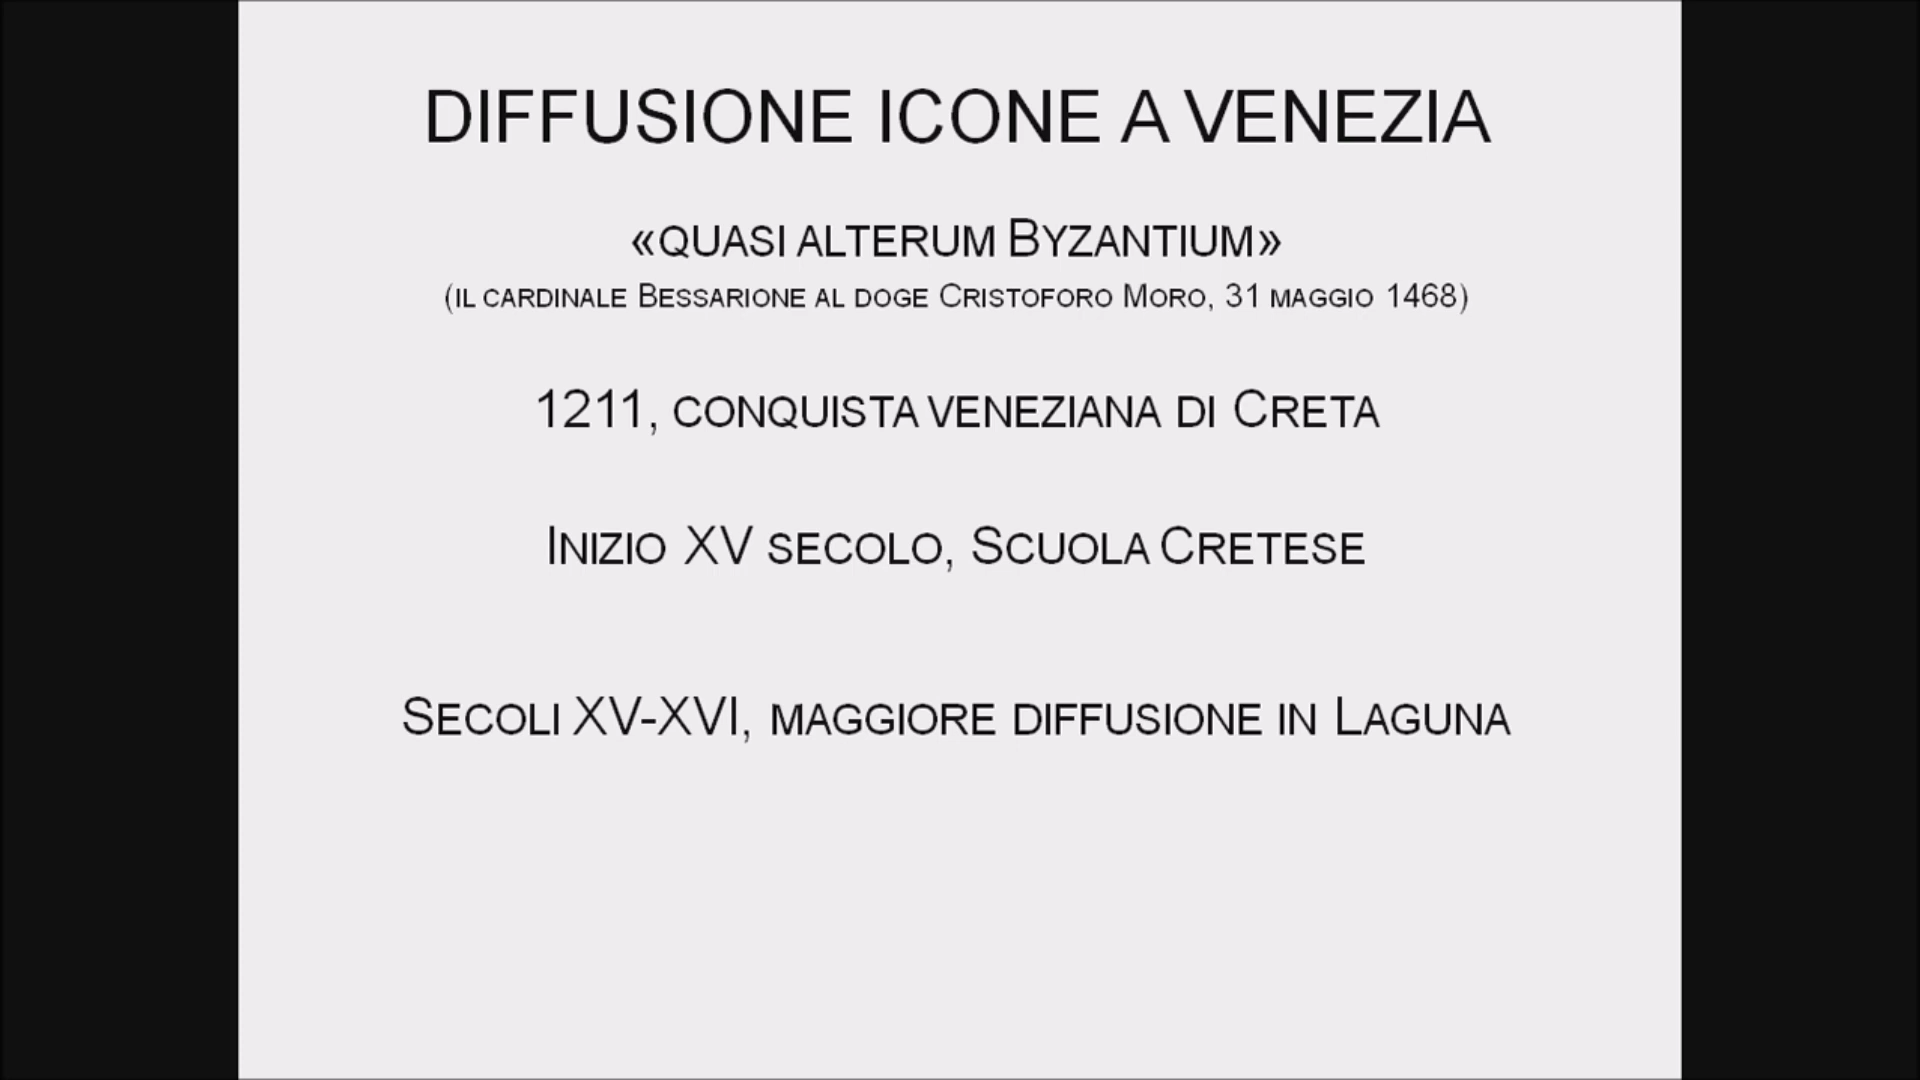 DIFFUSIONE ICONE A VENEZIA
«QUASI ALTERUM BYZANTIUM»
(IL CARDINALE BESSARIONE AL DOGE CRISTOFORO MORO, 31 MAGGIO 1468)
1211, CONQUISTA VENEZIANA DI CRETA
INIZIO XV SECOLO, SCUOLA CRETESE
SECOLI XV-XVI, MAGGIORE DIFFUSIONE IN LAGUNA